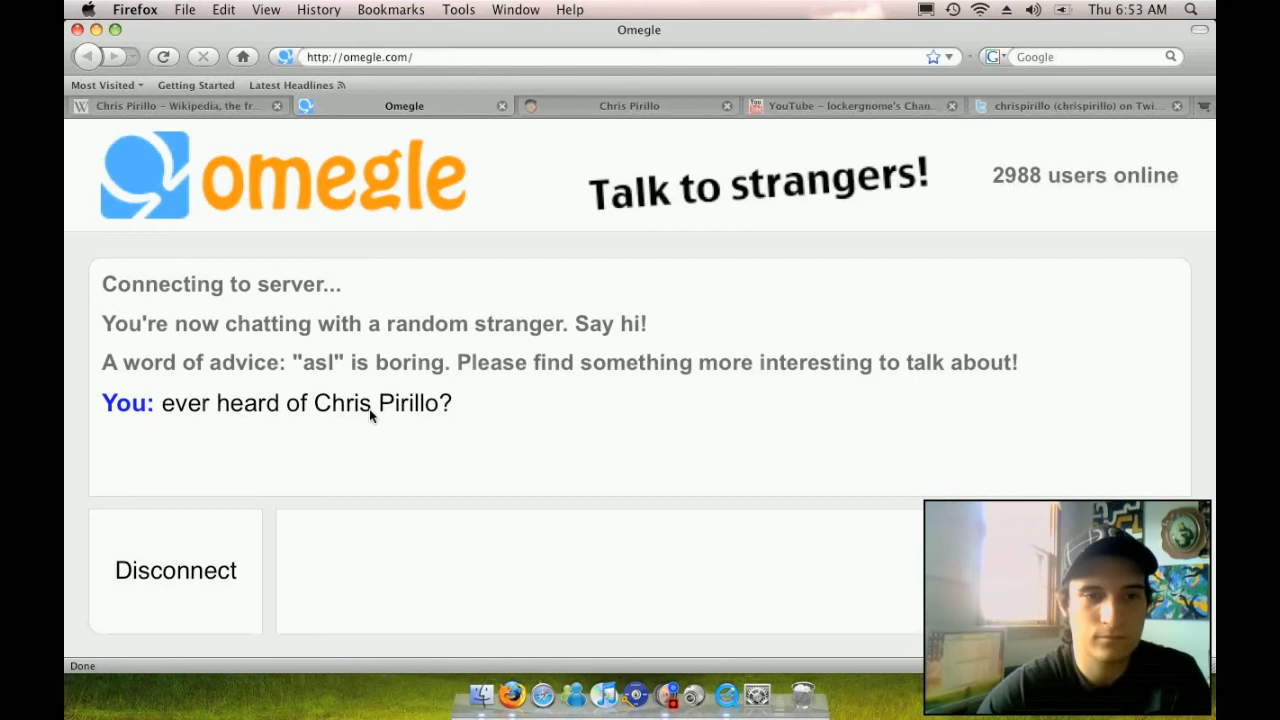 Firefox File Edit View History Bookmarks Tools Window Help Thu 6:53 AM
Omegle
http://omegle.com/ Google
Most Visited Getting Started Latest Headlines
Chris Pirillo – Wikipedia, the fr... Omegle Chris Pirillo YouTube – lockergnome's Chan... chrispirillo (chrispirillo) on Twi...
omegle Talk to strangers! 2988 users online
Connecting to server...
You're now chatting with a random stranger. Say hi!
A word of advice: "asl" is boring. Please find something more interesting to talk about!
You: ever heard of Chris Pirillo?
Disconnect
Done